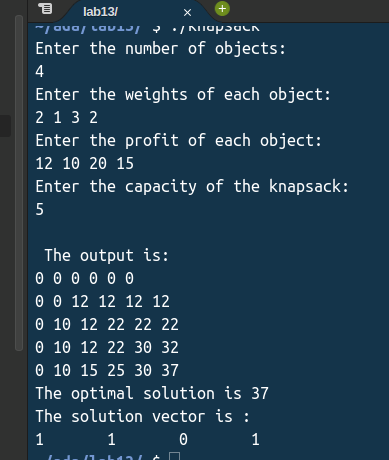 lab13/
~/ada/lab13/ $ ./knapsack
Enter the number of objects:
4
Enter the weights of each object:
2 1 3 2
Enter the profit of each object:
12 10 20 15
Enter the capacity of the knapsack:
5
The output is:
0 0 0 0 0 0
0 0 12 12 12 12
0 10 12 22 22 22
0 10 12 22 30 32
0 10 15 25 30 37
The optimal solution is 37
The solution vector is :
1 1 0 1
~/ada/lab13/ $